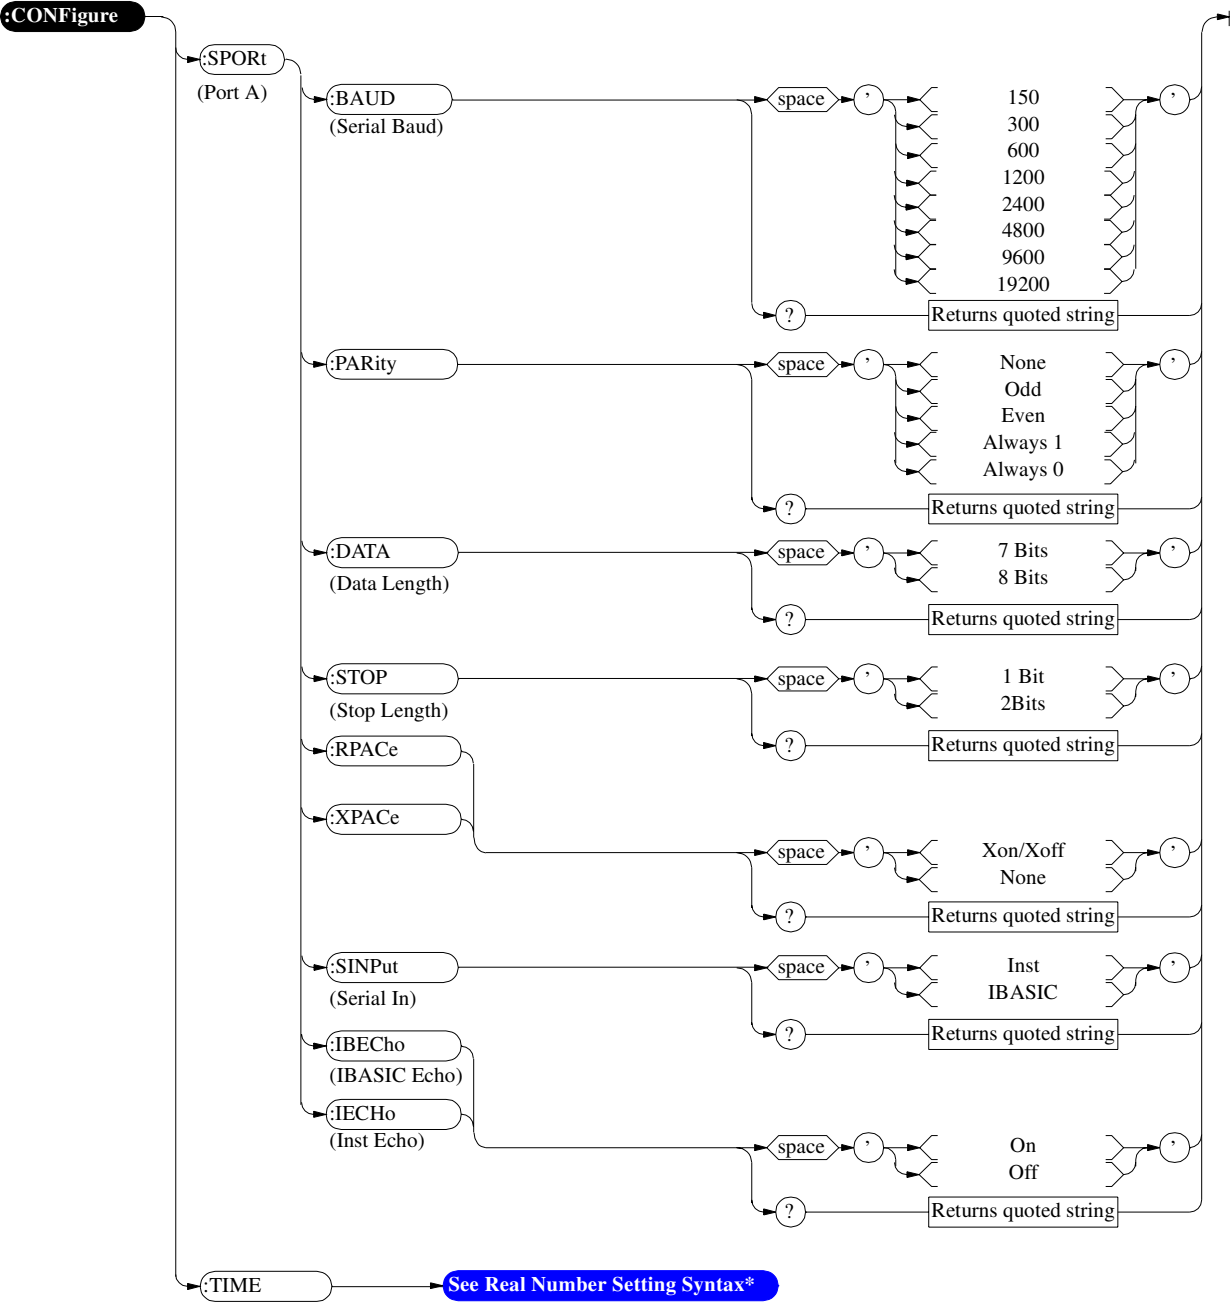 :CONFigure
:SPORt
(Port A)
:BAUD
(Serial Baud)
space ’ 150 ’
300
600
1200
2400
4800
9600
19200
? Returns quoted string
:PARity
space ’ None ’
Odd
Even
Always 1
Always 0
? Returns quoted string
:DATA
(Data Length)
space ’ 7 Bits ’
8 Bits
? Returns quoted string
:STOP
(Stop Length)
space ’ 1 Bit ’
2Bits
? Returns quoted string
:RPACe
:XPACe
space ’ Xon/Xoff ’
None
? Returns quoted string
:SINPut
(Serial In)
space ’ Inst ’
IBASIC
? Returns quoted string
:IBECho
(IBASIC Echo)
:IECHo
(Inst Echo)
space ’ On ’
Off
? Returns quoted string
:TIME
See Real Number Setting Syntax*